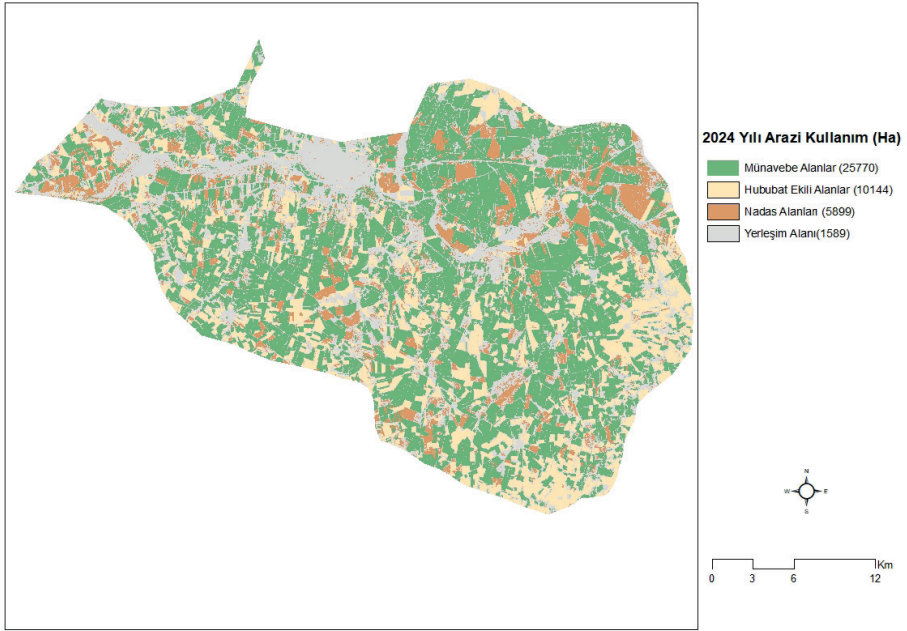 2024 Yılı Arazi Kullanım (Ha)
Münavebe Alanlar (25770)
Hububat Ekili Alanlar (10144)
Nadas Alanları (5899)
Yerleşim Alanı(1589)
N
W E
S
Km
0 3 6 12